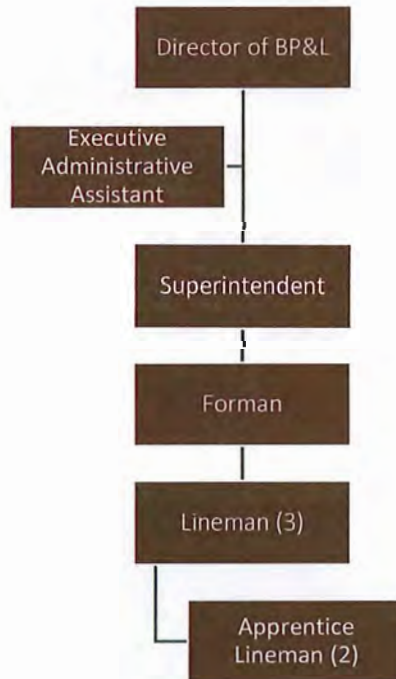 Director of BP&L
Executive
Administrative
Assistant
Superintendent
Forman
Lineman (3)
Apprentice
Lineman (2)